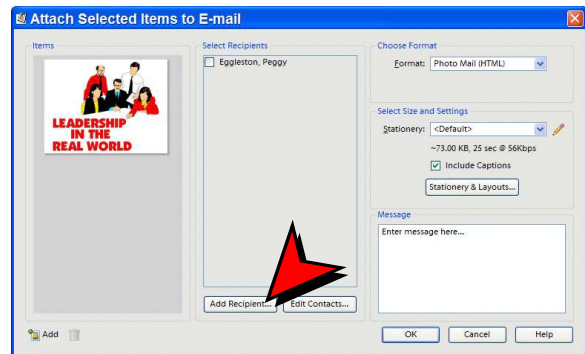 Attach Selected Items to E-mail
Items
LEADERSHIP
IN THE
REAL WORLD
Add
Select Recipients
Eggleston, Peggy
Add Recipient...
Edit Contacts...
Choose Format
Format: Photo Mail (HTML)
Select Size and Settings
Stationery: <Default>
~73.00 KB, 25 sec @ 56Kbps
Include Captions
Stationery & Layouts...
Message
Enter message here...
OK Cancel Help